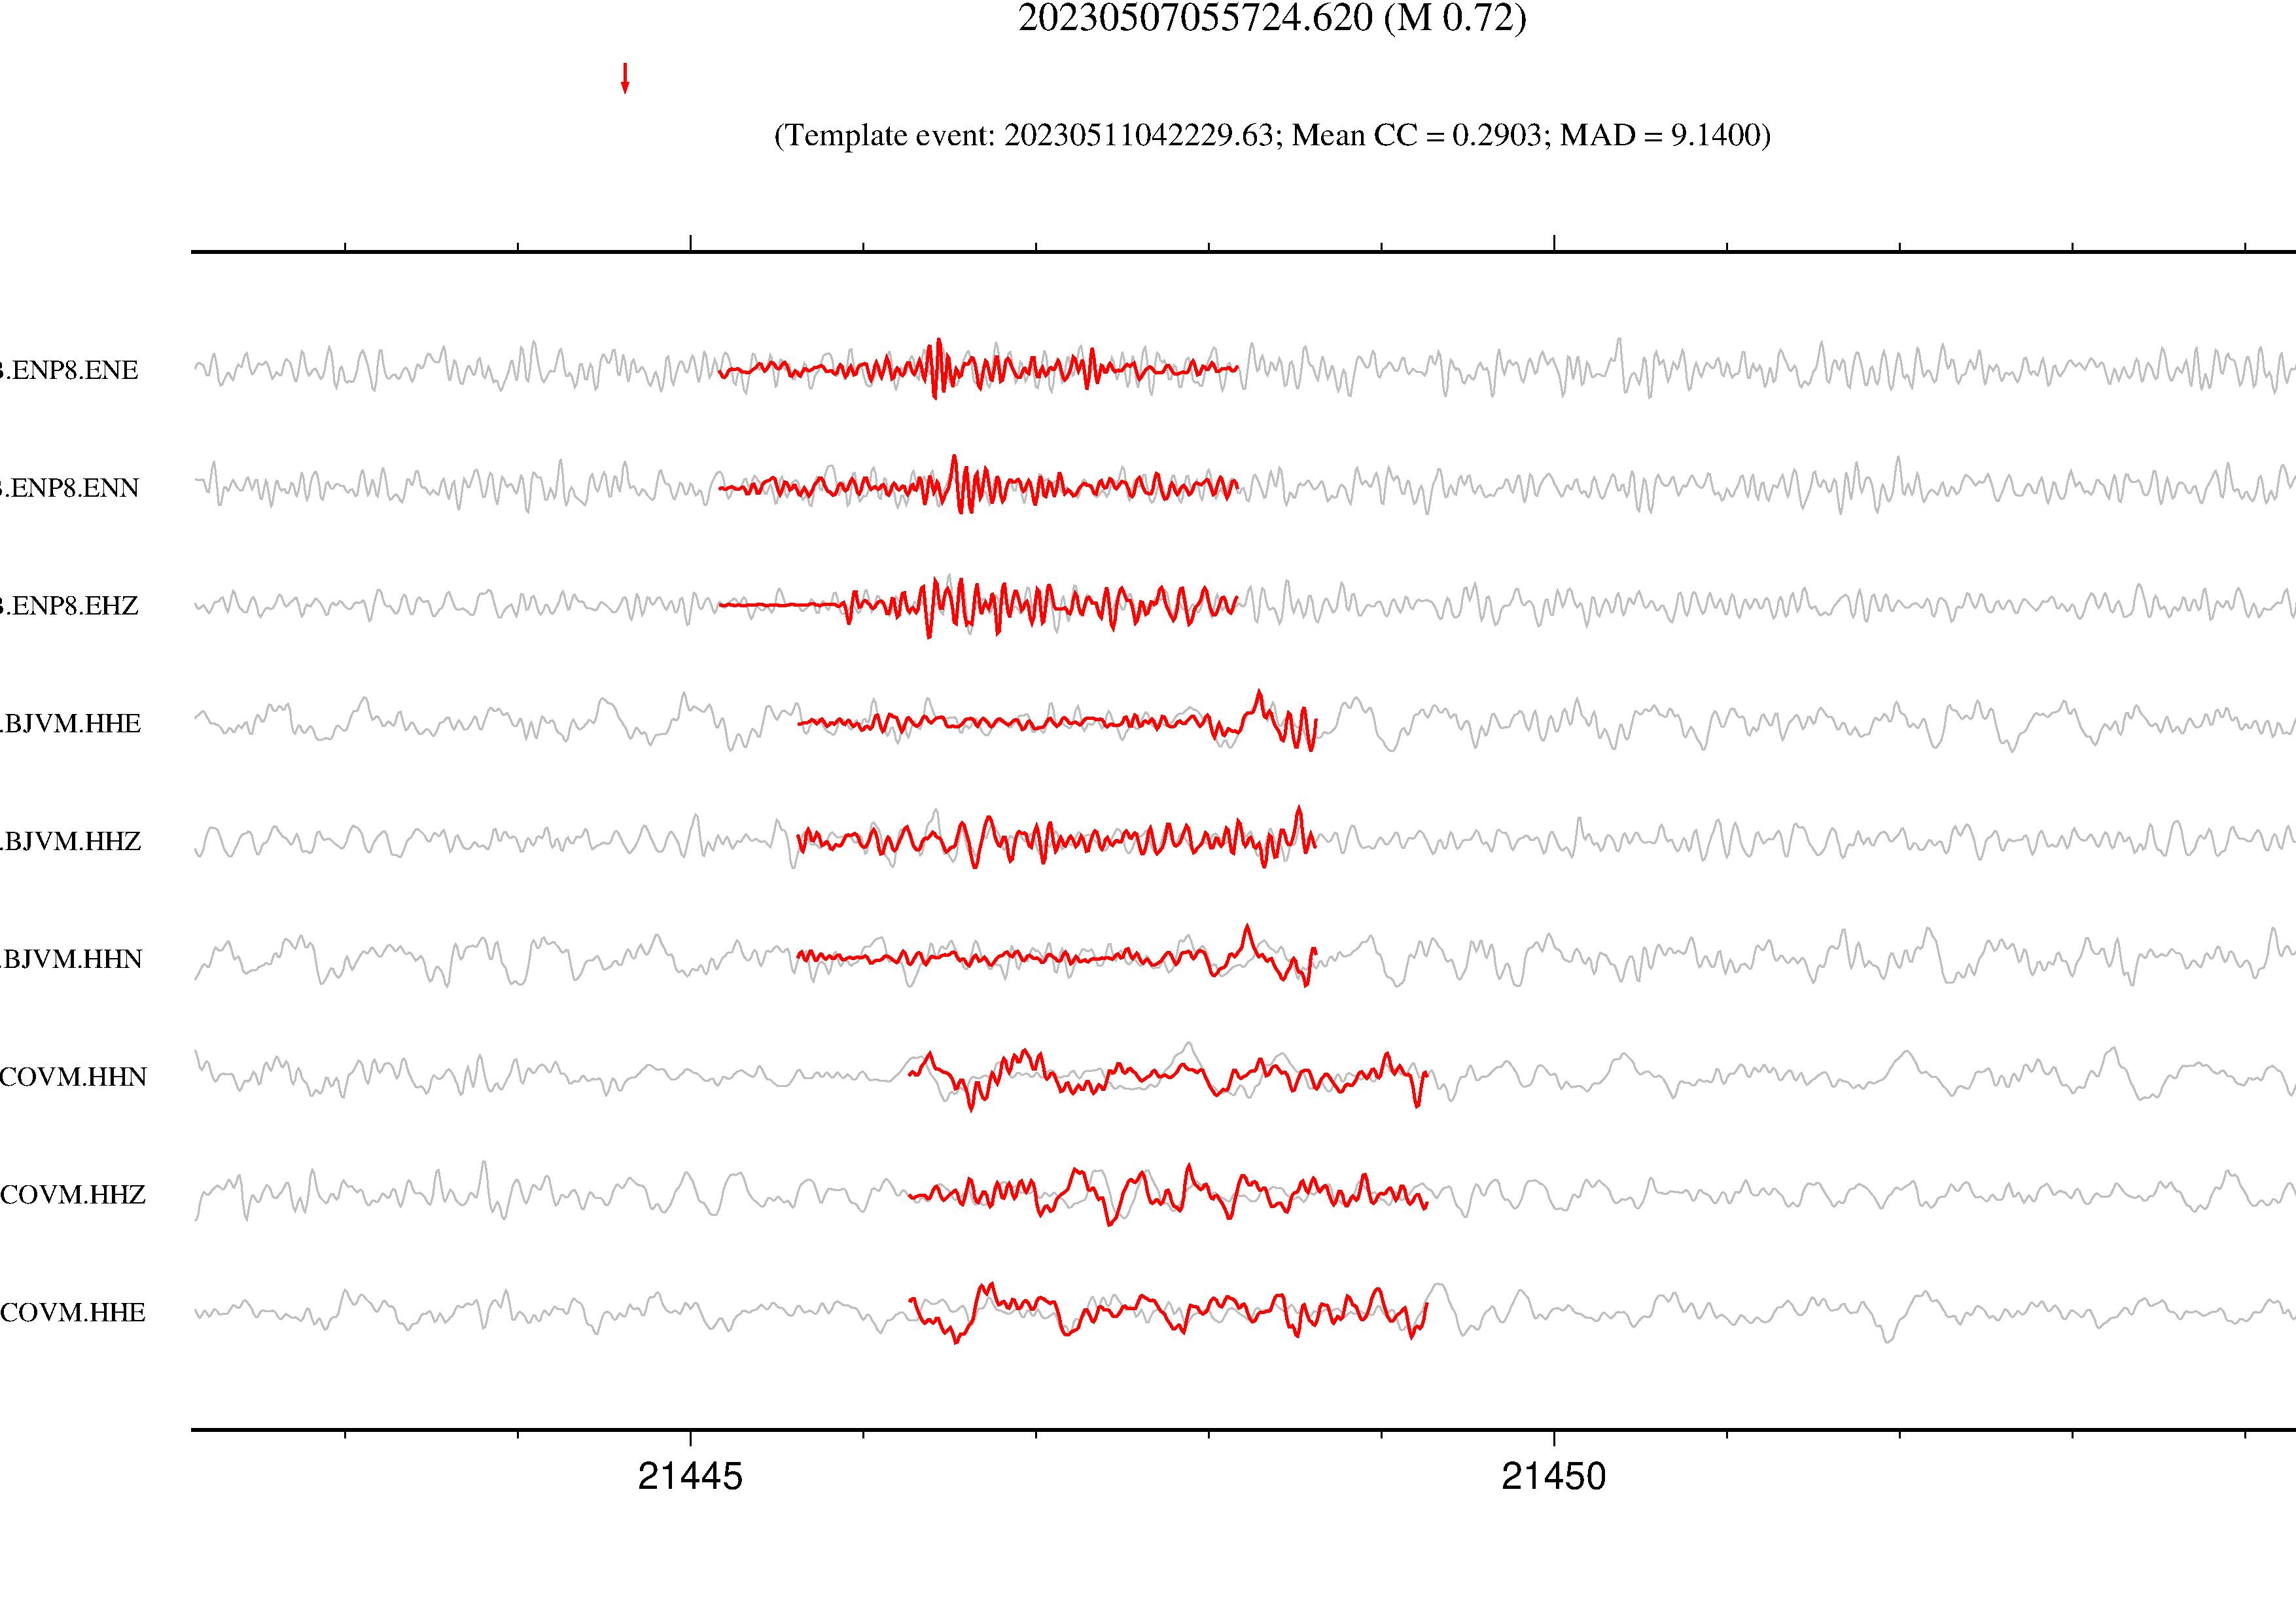 20230507055724.620 (M 0.72)
(Template event: 20230511042229.63; Mean CC = 0.2903; MAD = 9.1400)
.ENP8.ENE
.ENP8.ENN
.ENP8.EHZ
.BJVM.HHE
.BJVM.HHZ
.BJVM.HHN
COVM.HHN
COVM.HHZ
COVM.HHE
21445 21450